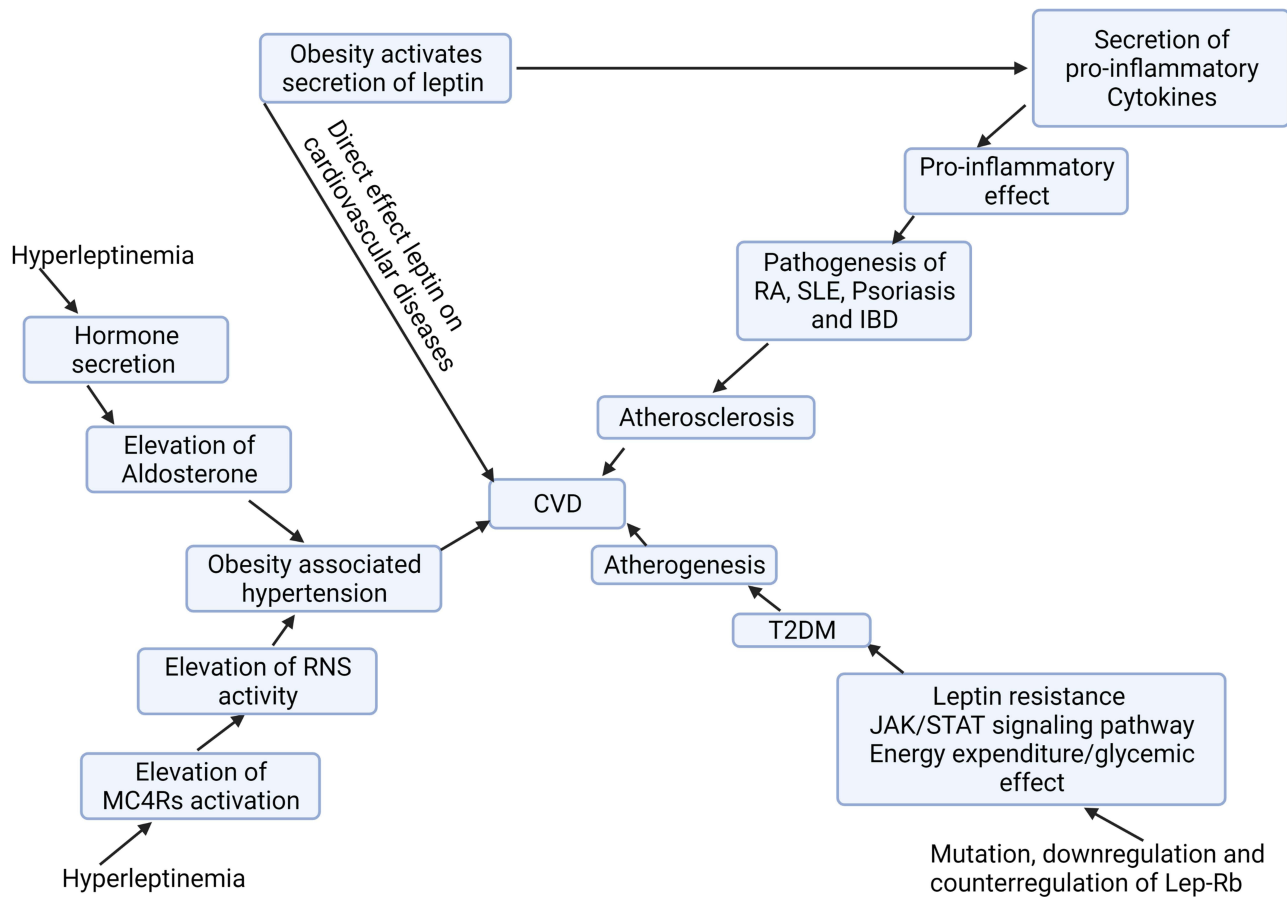 Obesity activates
secretion of leptin
Secretion of
pro-inflammatory
Cytokines
Direct effect leptin on
cardiovascular diseases
Pro-inflammatory
effect
Pathogenesis of
RA, SLE, Psoriasis
and IBD
Hyperleptinemia
Hormone
secretion
Elevation of
Aldosterone
Atherosclerosis
CVD
Obesity associated
hypertension
Atherogenesis
T2DM
Elevation of RNS
activity
Leptin resistance
JAK/STAT signaling pathway
Energy expenditure/glycemic
effect
Elevation of
MC4Rs activation
Hyperleptinemia
Mutation, downregulation and
counterregulation of Lep-Rb